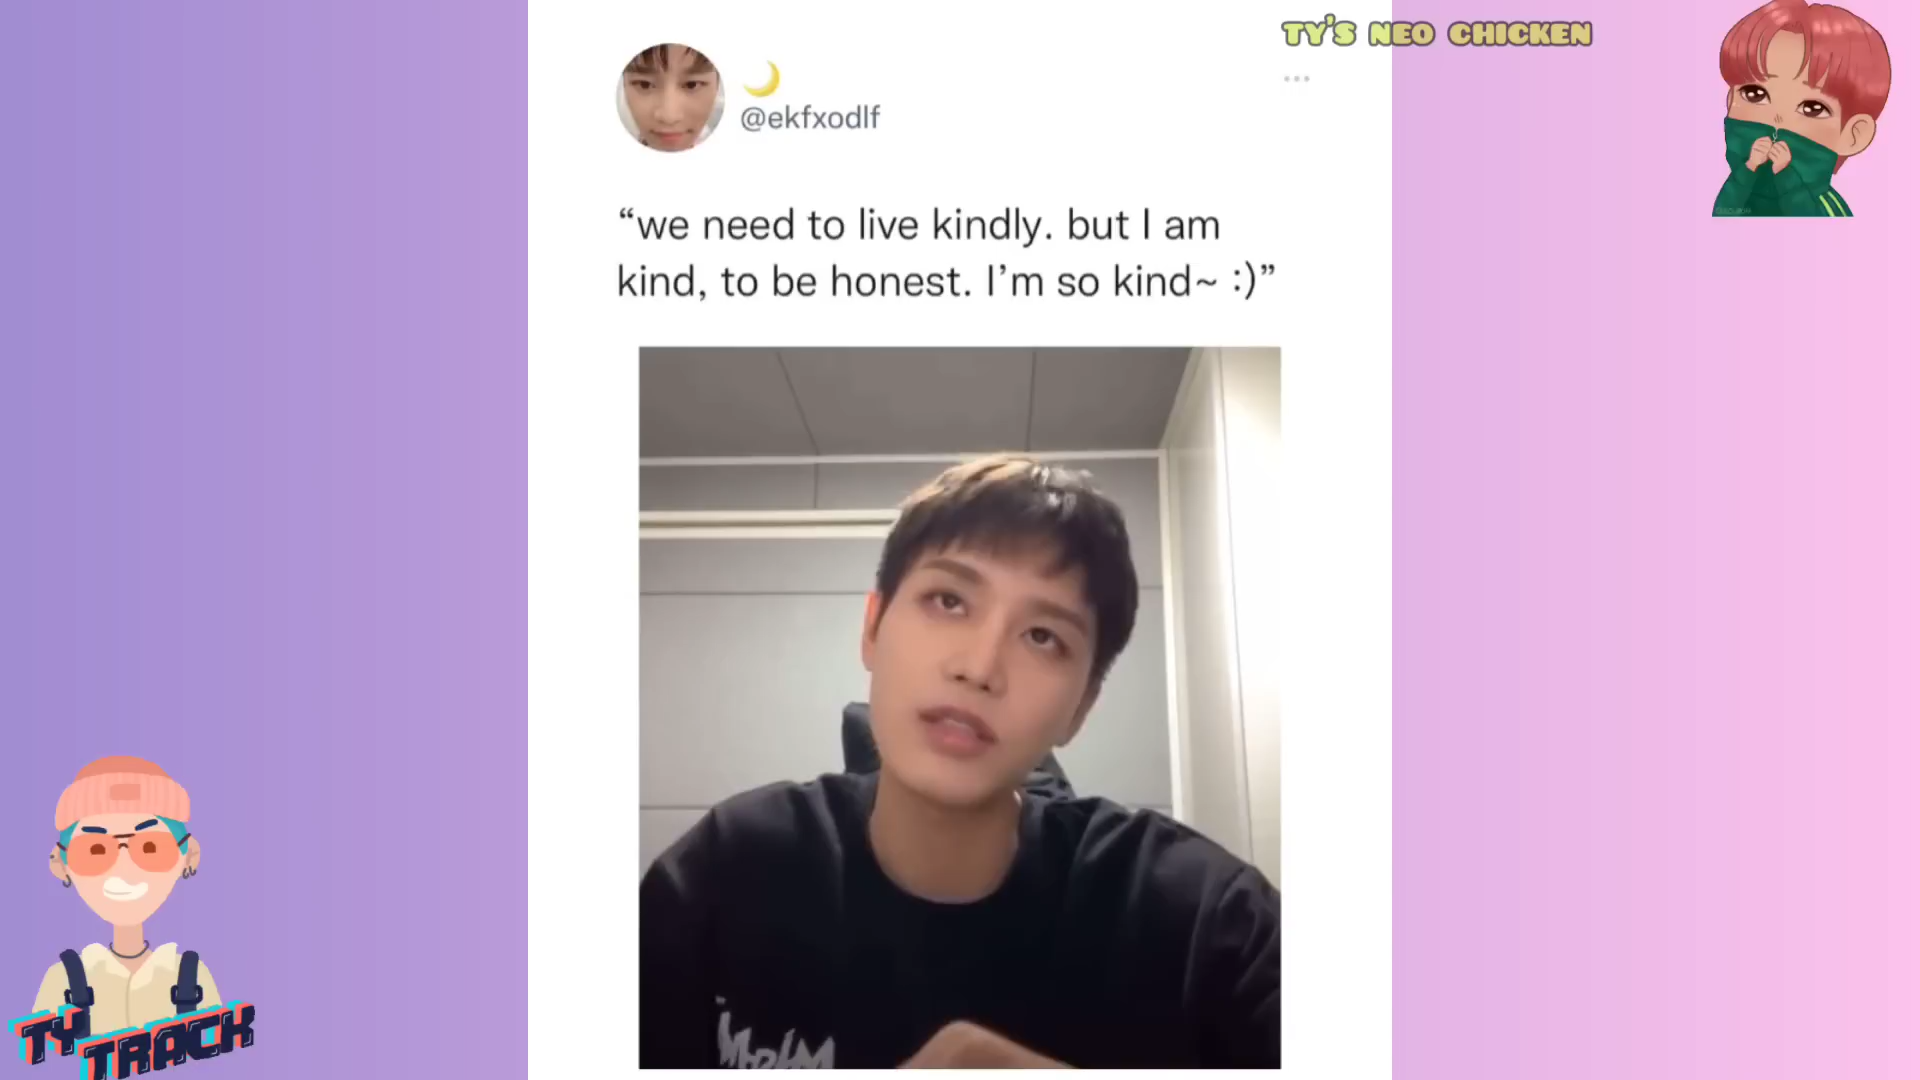 TY'S NEO CHICKEN
🌙
@ekfxodlf
“we need to live kindly. but I am
kind, to be honest. I’m so kind~ :)”
TY
TRACK